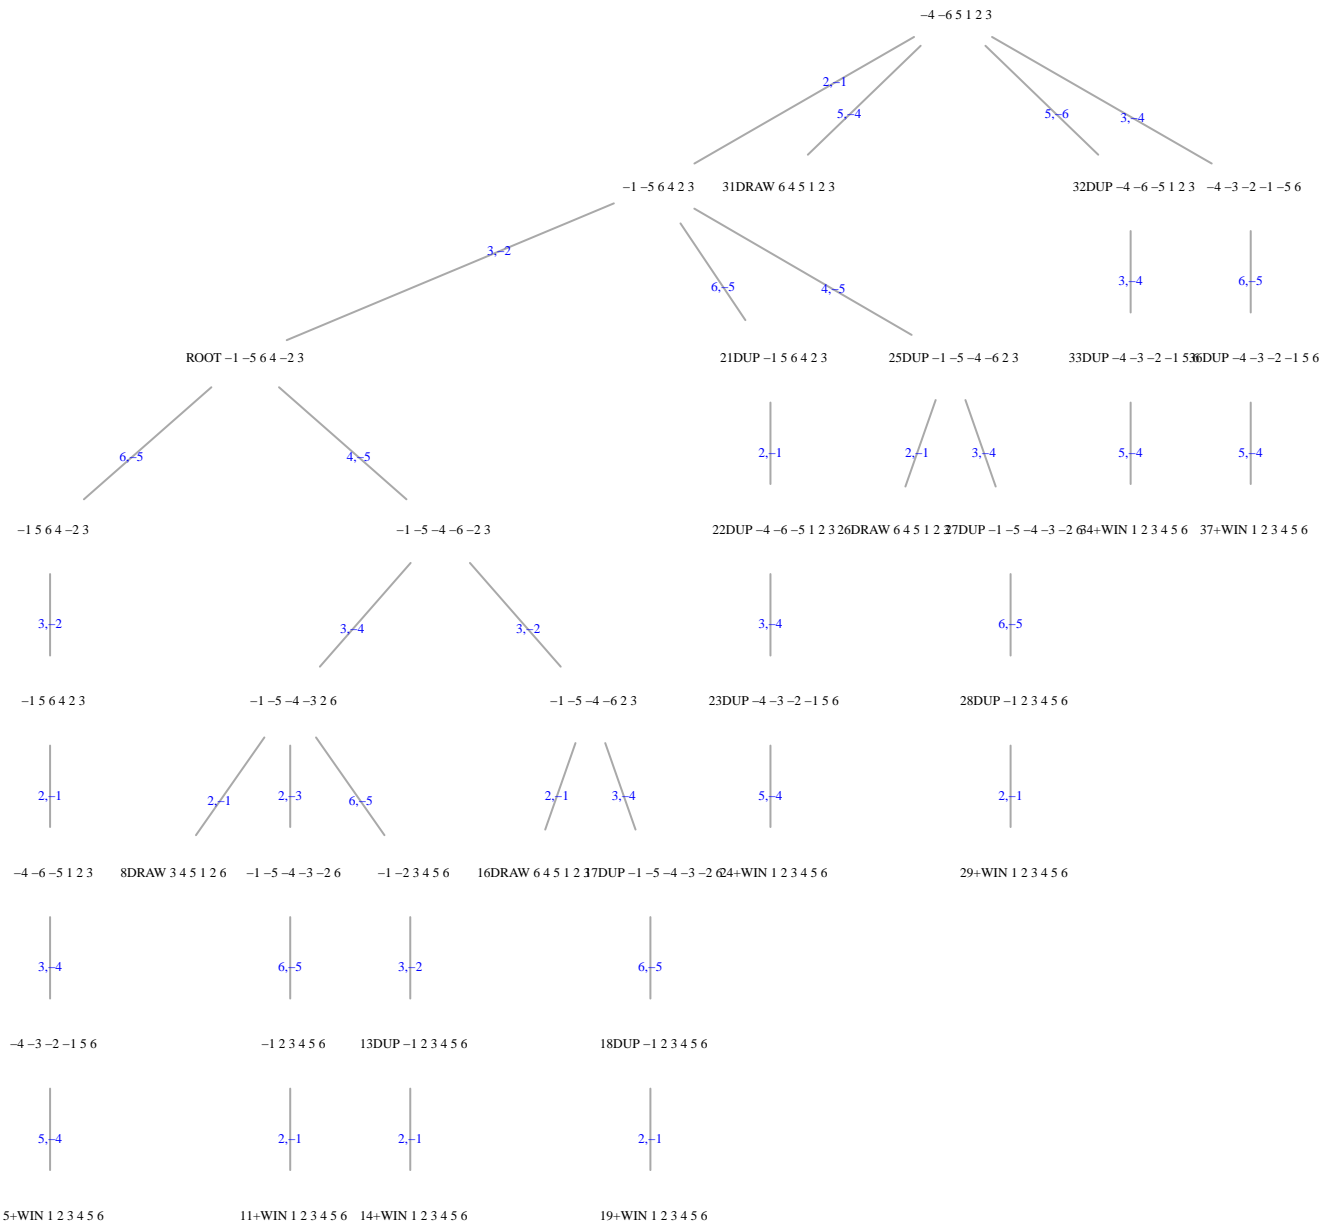 −4 −6 5 1 2 3
2,−1
5,−4
5,−6
3,−4
−1 −5 6 4 2 3
31DRAW 6 4 5 1 2 3
32DUP −4 −6 −5 1 2 3
−4 −3 −2 −1 −5 6
3,−2
6,−5
4,−5
3,−4
6,−5
ROOT −1 −5 6 4 −2 3
21DUP −1 5 6 4 2 3
25DUP −1 −5 −4 −6 2 3
33DUP −4 −3 −2 −1 5 6
36DUP −4 −3 −2 −1 5 6
6,−5
4,−5
2,−1
2,−1
3,−4
5,−4
5,−4
−1 5 6 4 −2 3
−1 −5 −4 −6 −2 3
22DUP −4 −6 −5 1 2 3
26DRAW 6 4 5 1 2 3
27DUP −1 −5 −4 −3 −2 6
34+WIN 1 2 3 4 5 6
37+WIN 1 2 3 4 5 6
3,−2
3,−4
3,−2
3,−4
6,−5
−1 5 6 4 2 3
−1 −5 −4 −3 2 6
−1 −5 −4 −6 2 3
23DUP −4 −3 −2 −1 5 6
28DUP −1 2 3 4 5 6
2,−1
2,−1
2,−3
6,−5
2,−1
3,−4
5,−4
2,−1
−4 −6 −5 1 2 3
8DRAW 3 4 5 1 2 6
−1 −5 −4 −3 −2 6
−1 −2 3 4 5 6
16DRAW 6 4 5 1 2 3
17DUP −1 −5 −4 −3 −2 6
24+WIN 1 2 3 4 5 6
29+WIN 1 2 3 4 5 6
3,−4
6,−5
3,−2
6,−5
−4 −3 −2 −1 5 6
−1 2 3 4 5 6
13DUP −1 2 3 4 5 6
18DUP −1 2 3 4 5 6
5,−4
2,−1
2,−1
2,−1
5+WIN 1 2 3 4 5 6
11+WIN 1 2 3 4 5 6
14+WIN 1 2 3 4 5 6
19+WIN 1 2 3 4 5 6